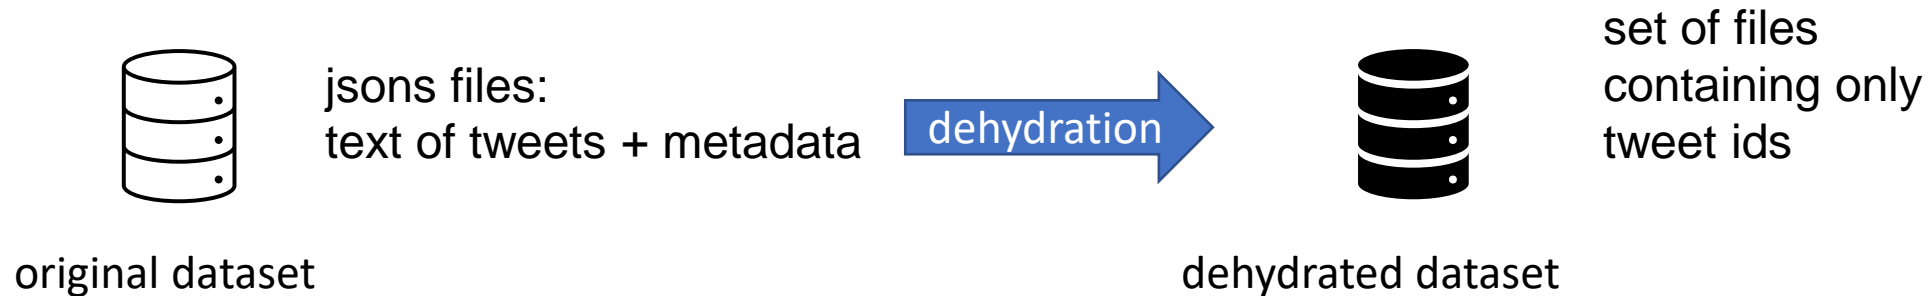 jsons files:
text of tweets + metadata
original dataset
dehydration
set of files
containing only
tweet ids
dehydrated dataset